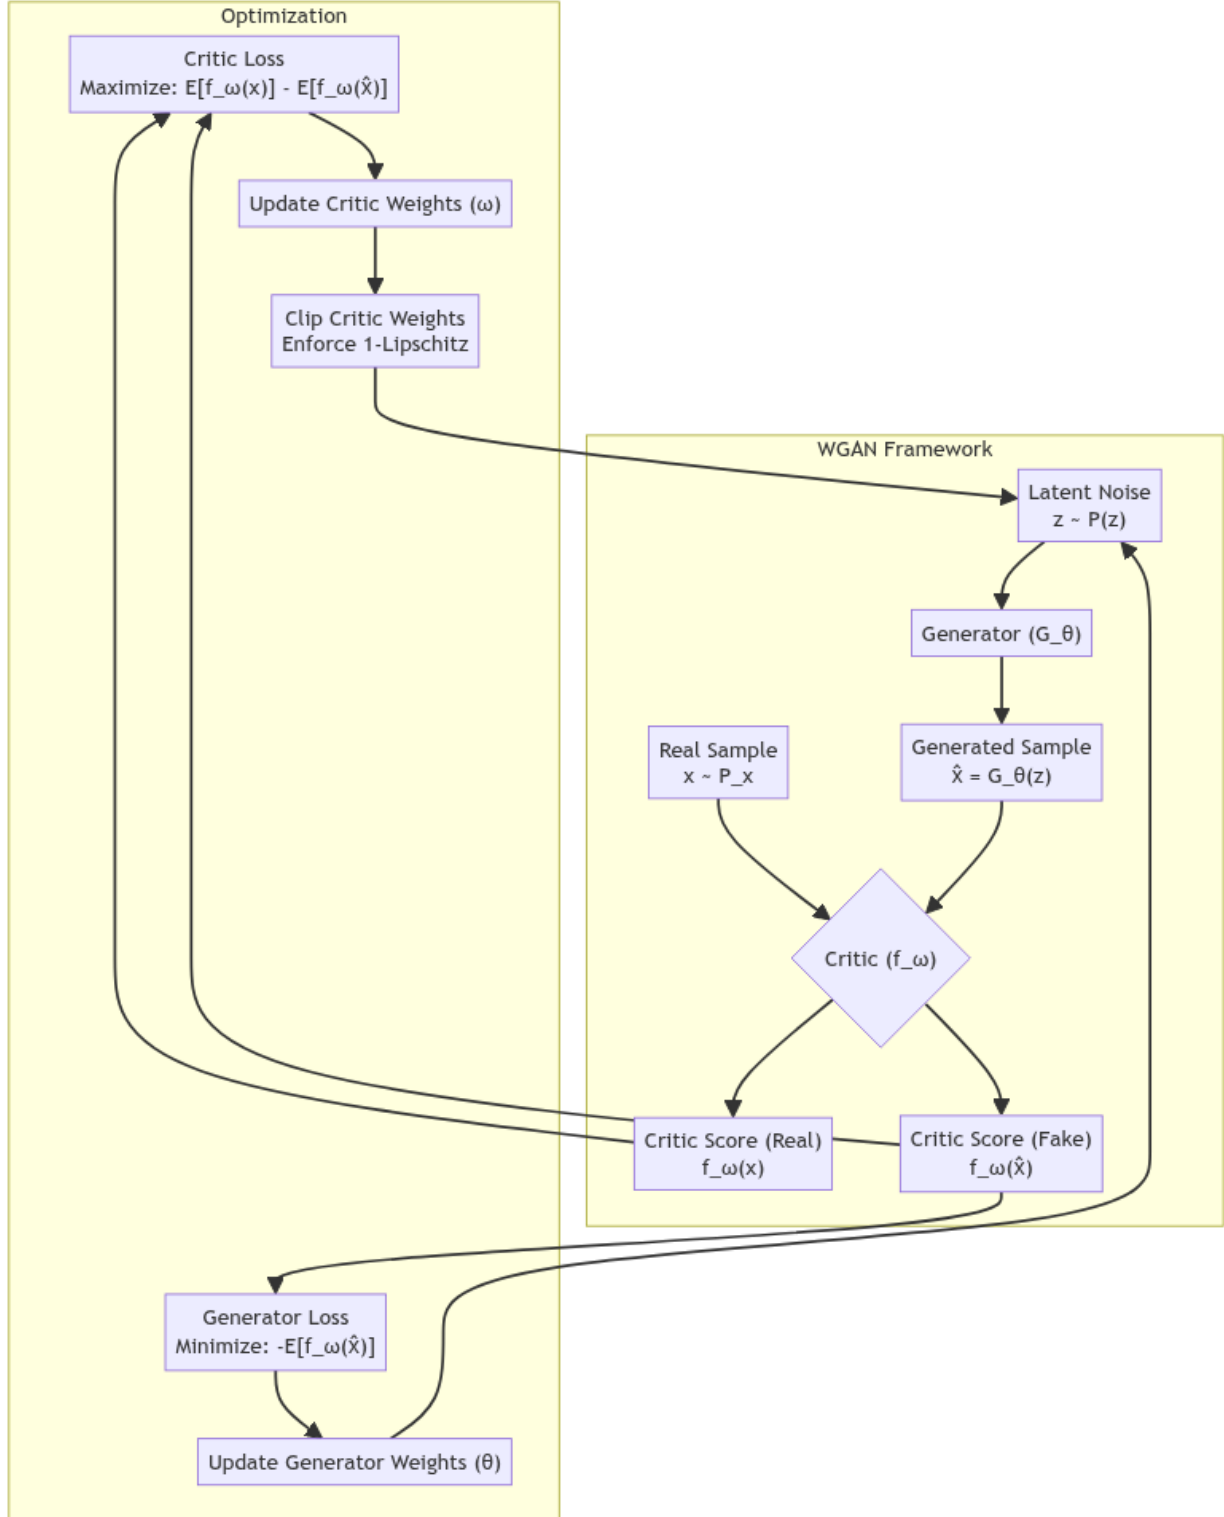 Optimization
Critic Loss
Maximize: E[f_ω(x)] - E[f_ω(x̂)]
Update Critic Weights (ω)
Clip Critic Weights
Enforce 1-Lipschitz
WGAN Framework
Latent Noise
z ~ P(z)
Generator (G_θ)
Real Sample
x ~ P_x
Generated Sample
x̂ = G_θ(z)
Critic (f_ω)
Critic Score (Real)
f_ω(x)
Critic Score (Fake)
f_ω(x̂)
Generator Loss
Minimize: -E[f_ω(x̂)]
Update Generator Weights (θ)